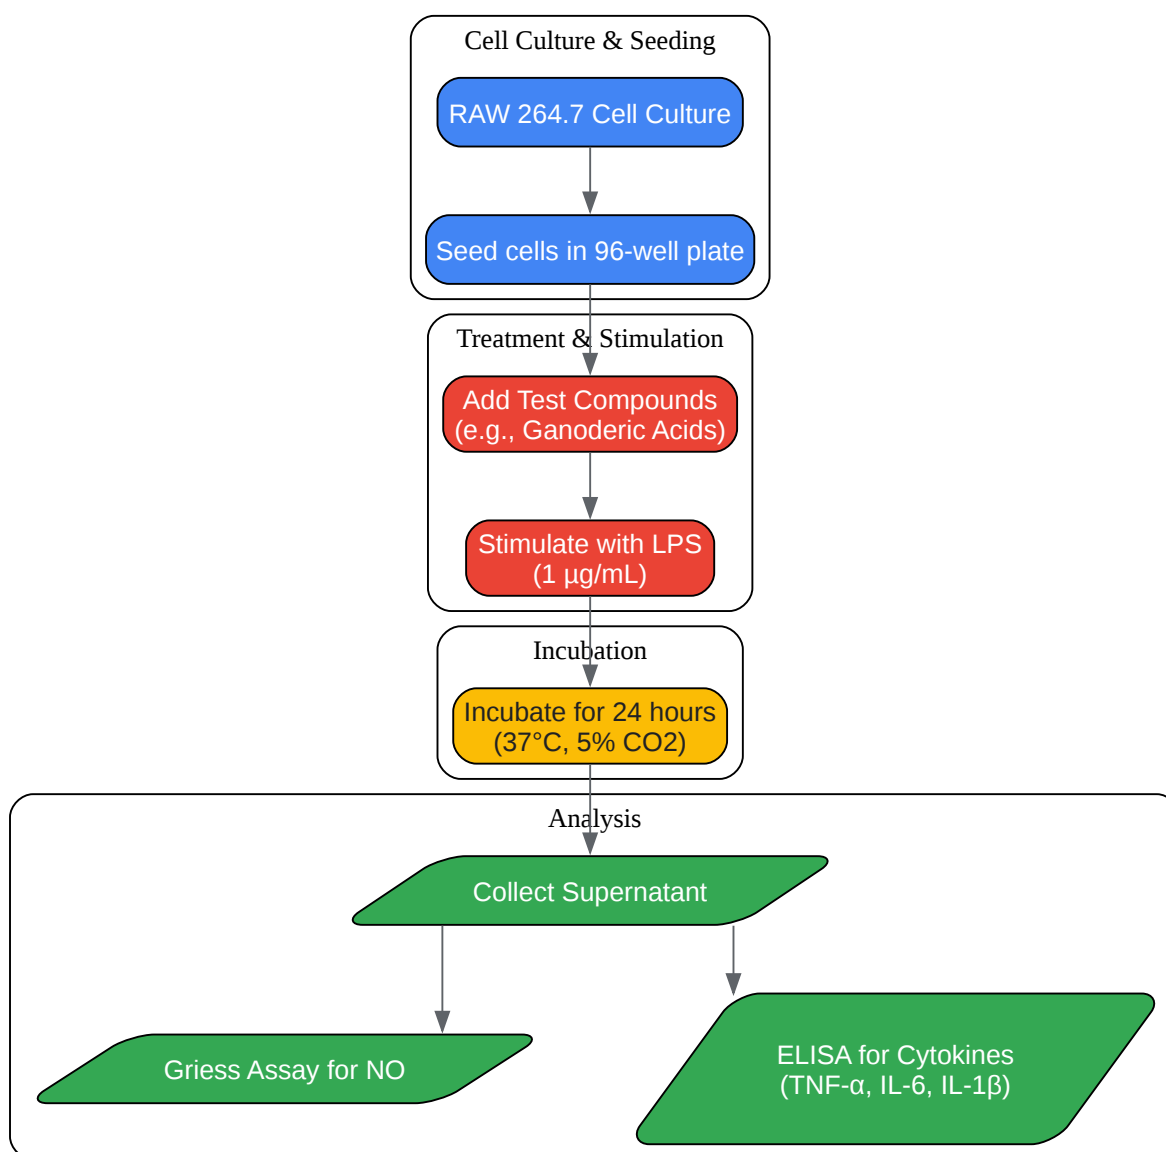 Cell Culture & Seeding
RAW 264.7 Cell Culture
Seed cells in 96-well plate
Treatment & Stimulation
Add Test Compounds
(e.g., Ganoderic Acids)
Stimulate with LPS
(1 µg/mL)
Incubation
Incubate for 24 hours
(37°C, 5% CO2)
Analysis
Collect Supernatant
Griess Assay for NO
ELISA for Cytokines
(TNF-α, IL-6, IL-1β)